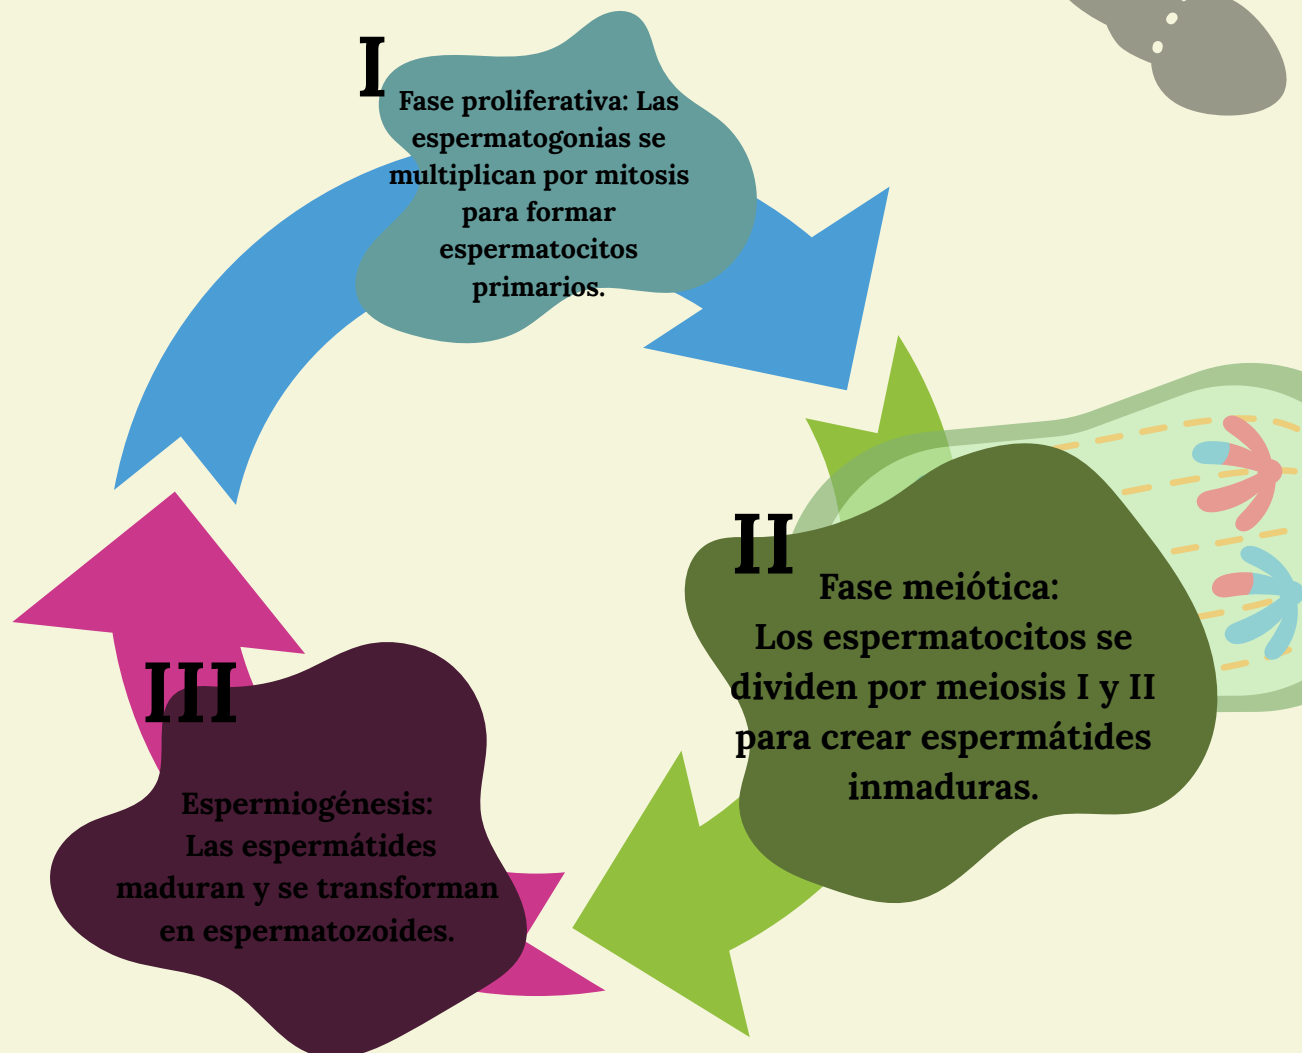 I
Fase proliferativa: Las
espermatogonias se
multiplican por mitosis
para formar
espermatocitos
primarios.
II
Fase meiótica:
Los espermatocitos se
dividen por meiosis I y II
para crear espermátides
inmaduras.
III
Espermiogénesis:
Las espermátides
maduran y se transforman
en espermatozoides.